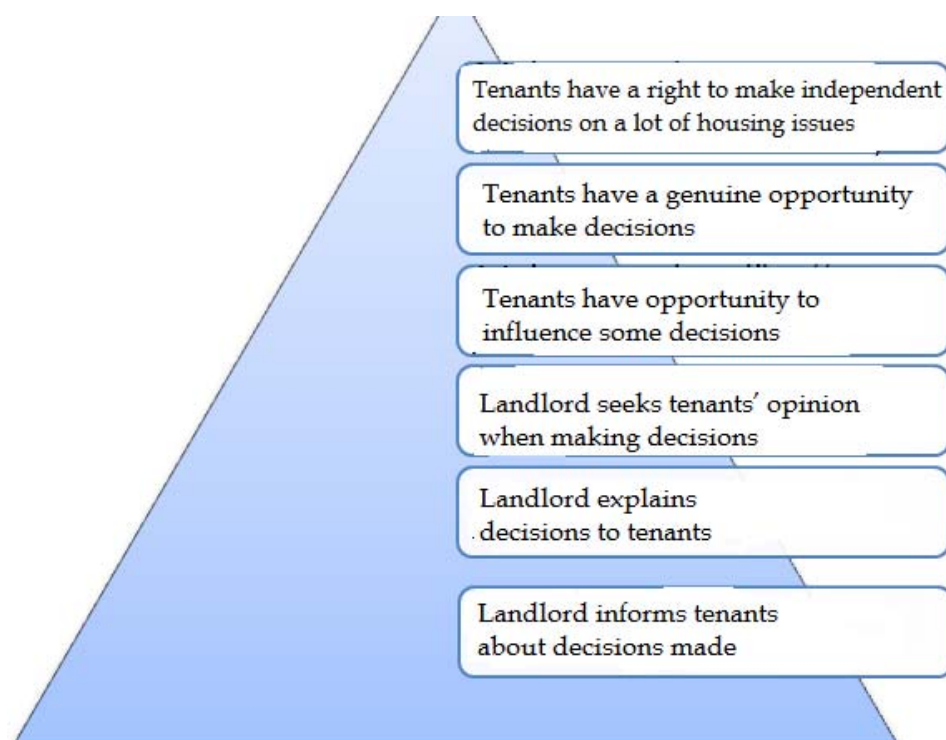 Tenants have a right to make independent
decisions on a lot of housing issues
Tenants have a genuine opportunity
to make decisions
Tenants have opportunity to
influence some decisions
Landlord seeks tenants’ opinion
when making decisions
Landlord explains
decisions to tenants
Landlord informs tenants
about decisions made